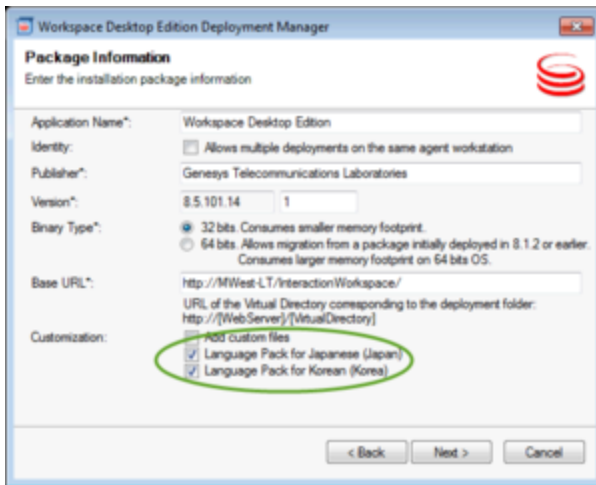 Workspace Desktop Edition Deployment Manager
Package Information
Enter the installation package information
Application Name*: Workspace Desktop Edition
Identity: Allows multiple deployments on the same agent workstation
Publisher*: Genesys Telecommunications Laboratories
Version*: 8.5.101.14 1
Binary Type*: 32 bits. Consumes smaller memory footprint.
64 bits. Allows migration from a package initially deployed in 8.1.2 or earlier.
Consumes larger memory footprint on 64 bits OS.
Base URL*: http://MWest-LT/InteractionWorkspace/
URL of the Virtual Directory corresponding to the deployment folder:
http://[WebServer]/[VirtualDirectory]
Customization: Add custom files
Language Pack for Japanese (Japan)
Language Pack for Korean (Korea)
< Back Next > Cancel